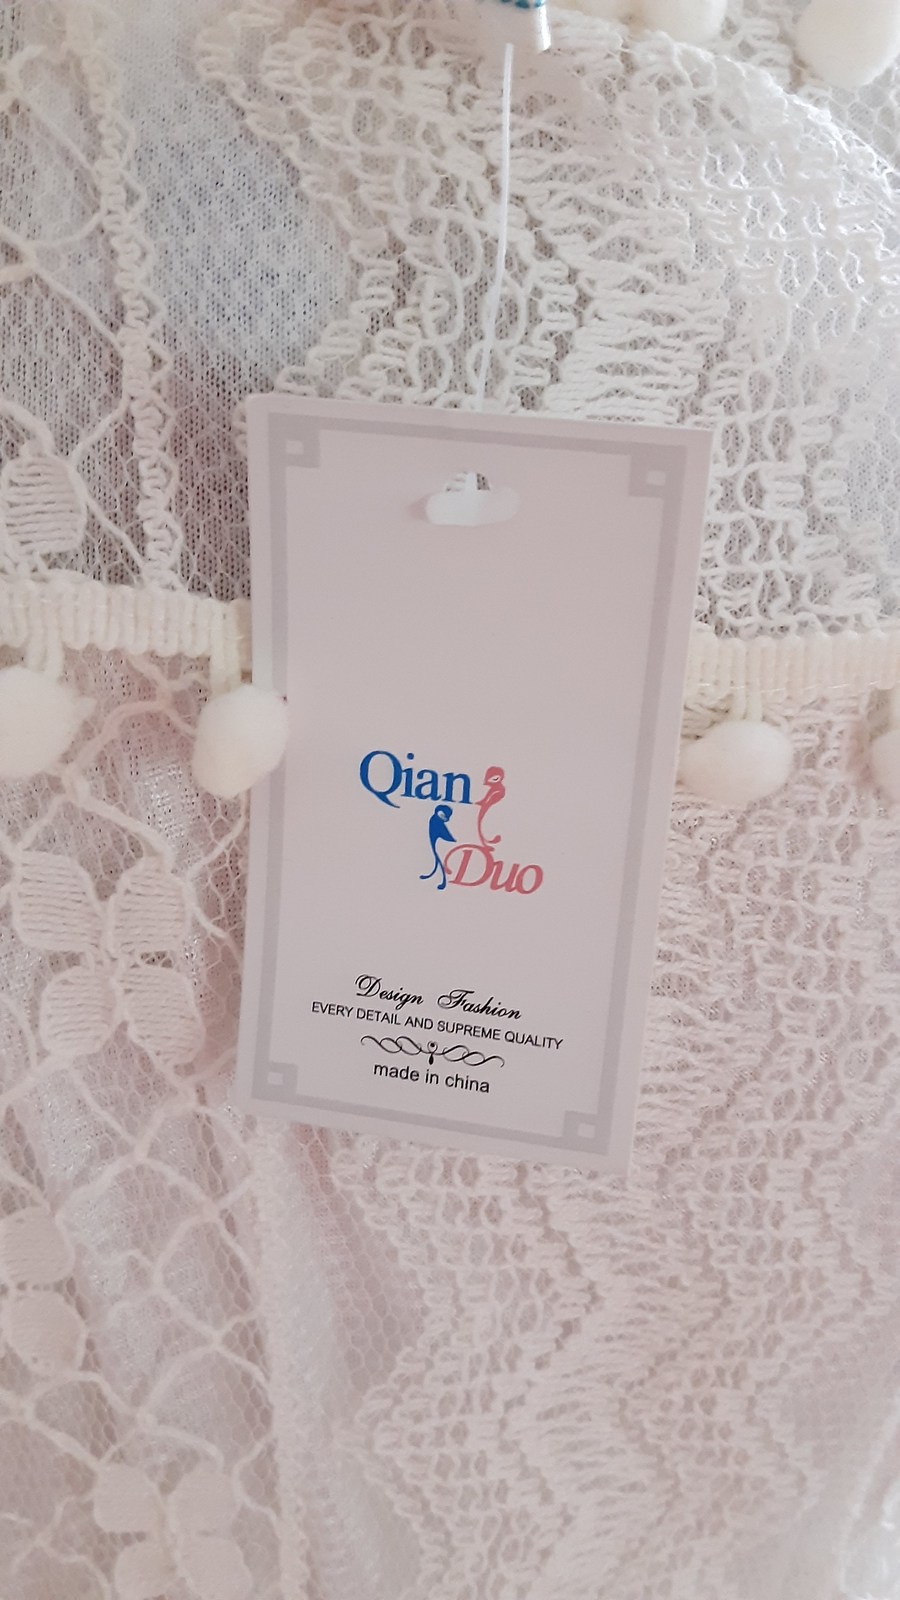 Qian
Duo
Design Fashion
EVERY DETAIL AND SUPREME QUALITY
made in china